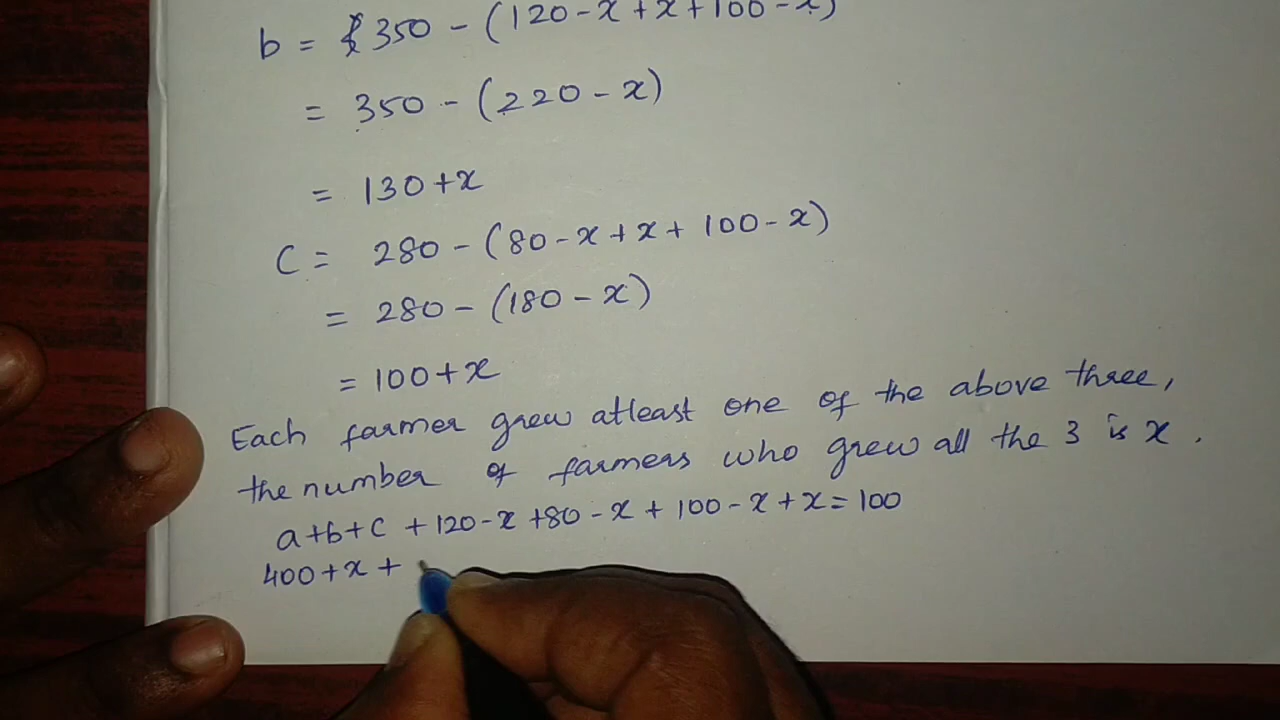 b = 350 - (120 - x + x + 100 - x)
= 350 - (220 - x)
= 130 + x
C = 280 - (80 - x + x + 100 - x)
= 280 - (180 - x)
= 100 + x
Each farmer grew atleast one of the above three,
the number of farmers who grew all the 3 is x.
a+b+c + 120 - x + 80 - x + 100 - x + x = 100
400 + x +